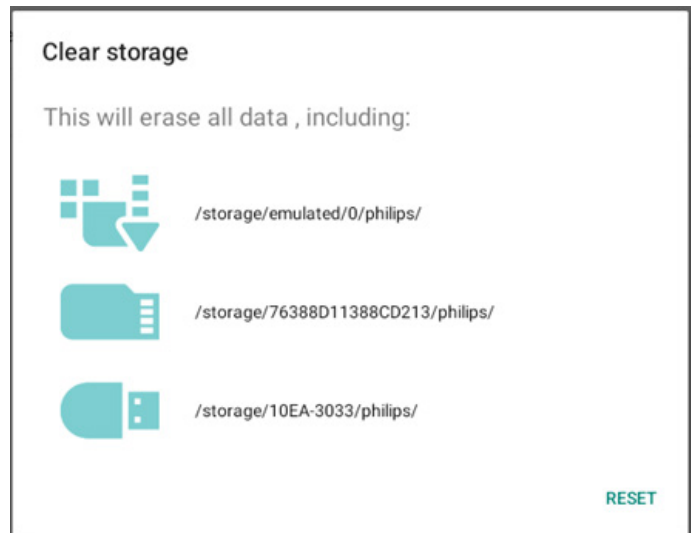 Clear storage
This will erase all data , including:
/storage/emulated/0/philips/
/storage/76388D11388CD213/philips/
/storage/10EA-3033/philips/
RESET